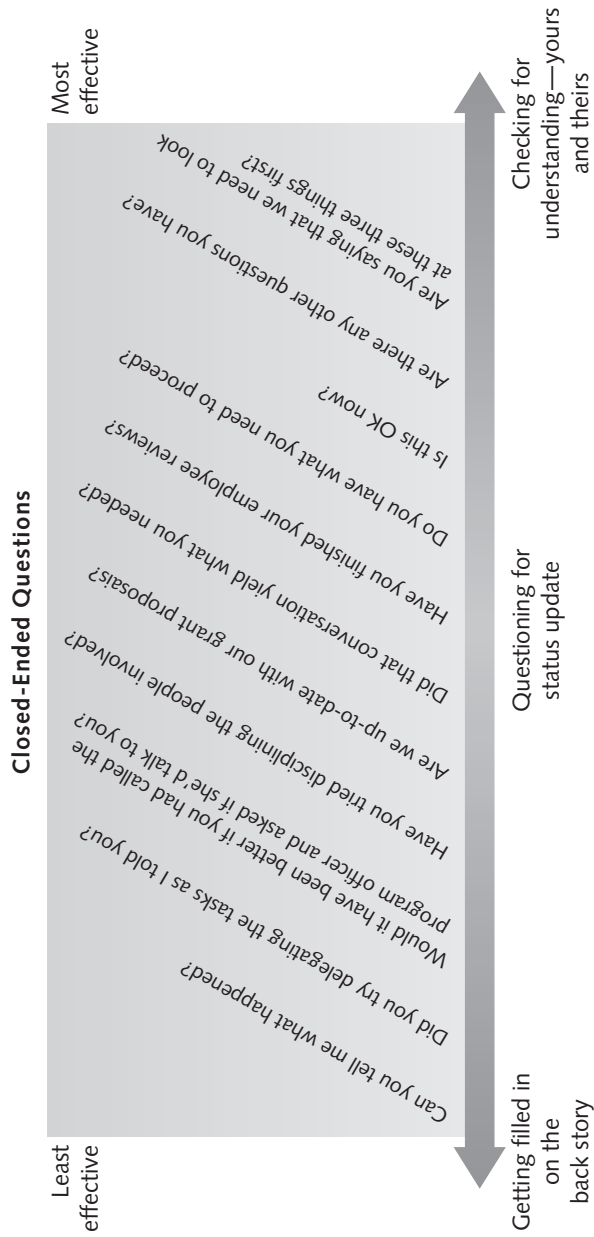 Closed-Ended Questions
Least
effective
Most
effective
Can you tell me what happened?
Did you try delegating the tasks as I told you?
Would it have been better if you had called the
program officer and asked if she'd talk to you?
Have you tried disciplining the people involved?
Are we up-to-date with our grant proposais?
Did that conversation yield what you needed?
Have you finished your employee reviews?
Do you have what you need to proceed?
Is this OK now?
Are there any other questions you have?
Are you saying that we need to look
at these three things first?
Getting filled in
on the
back story
Questioning for
status update
Checking for
understanding—yours
and theirs